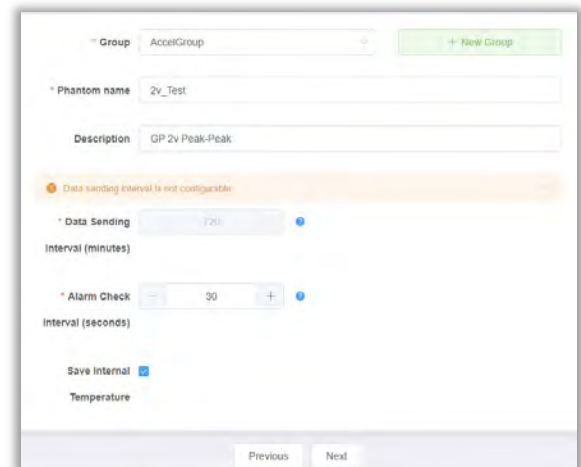 * Group AccelGroup + New Group
* Phantom name 2v_Test
Description GP 2v Peak-Peak
Data sending interval is not configurable
* Data Sending 720
Interval (minutes)
* Alarm Check − 30 +
Interval (seconds)
Save Internal
Temperature
Previous Next